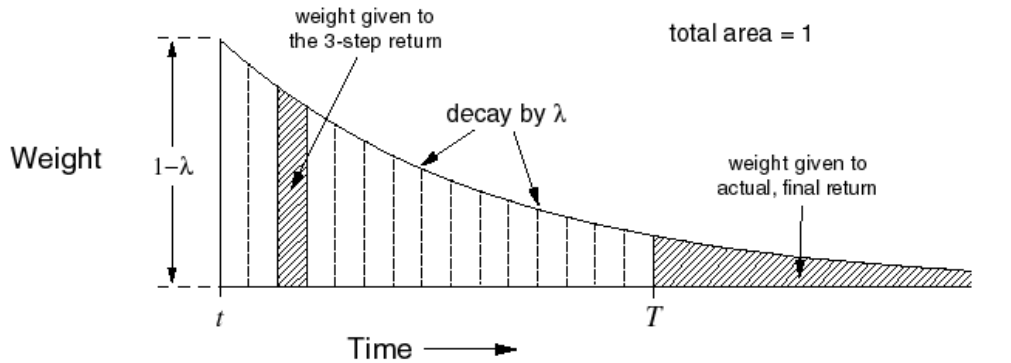 weight given to
the 3-step return
total area = 1
decay by λ
Weight
1−λ
weight given to
actual, final return
t
T
Time